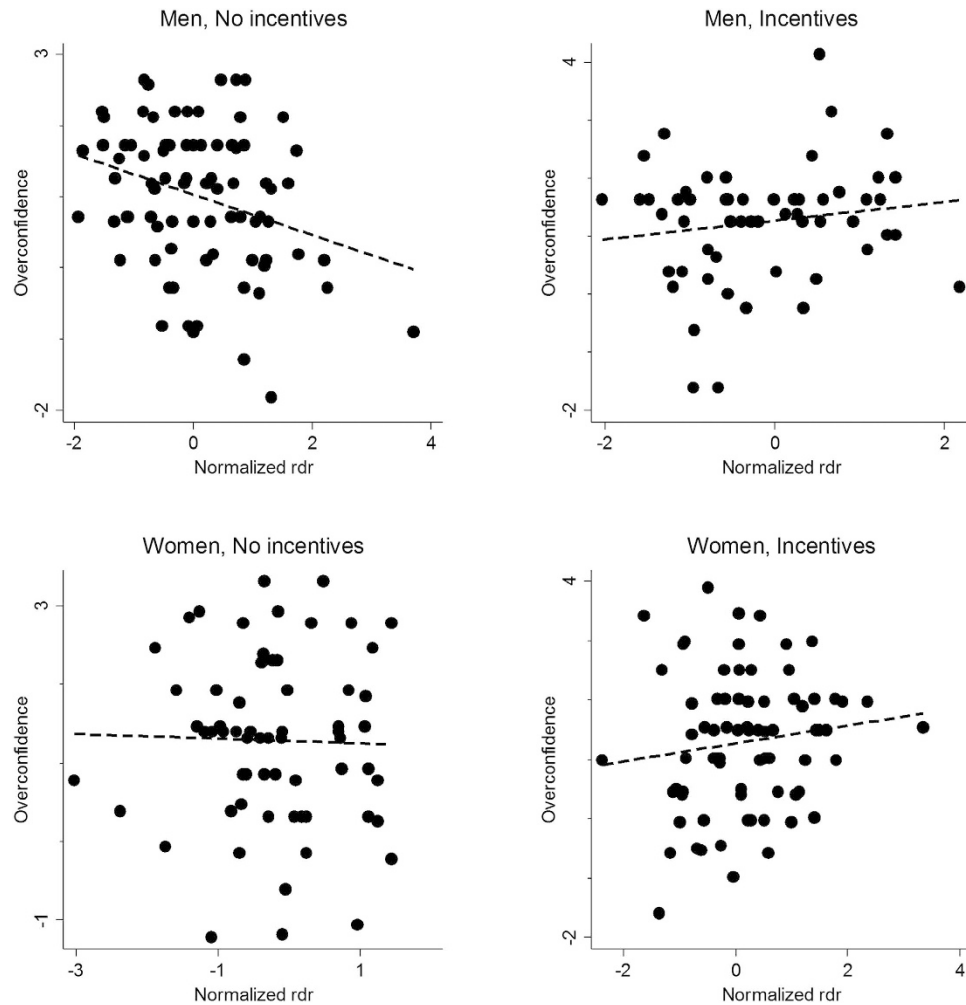 Men, No incentives
3
Overconfidence
-2
-2 0 2 4
Normalized rdr
Men, Incentives
4
Overconfidence
-2
-2 0 2
Normalized rdr
Women, No incentives
3
Overconfidence
-1
-3 -1 1
Normalized rdr
Women, Incentives
4
Overconfidence
-2
-2 0 2 4
Normalized rdr